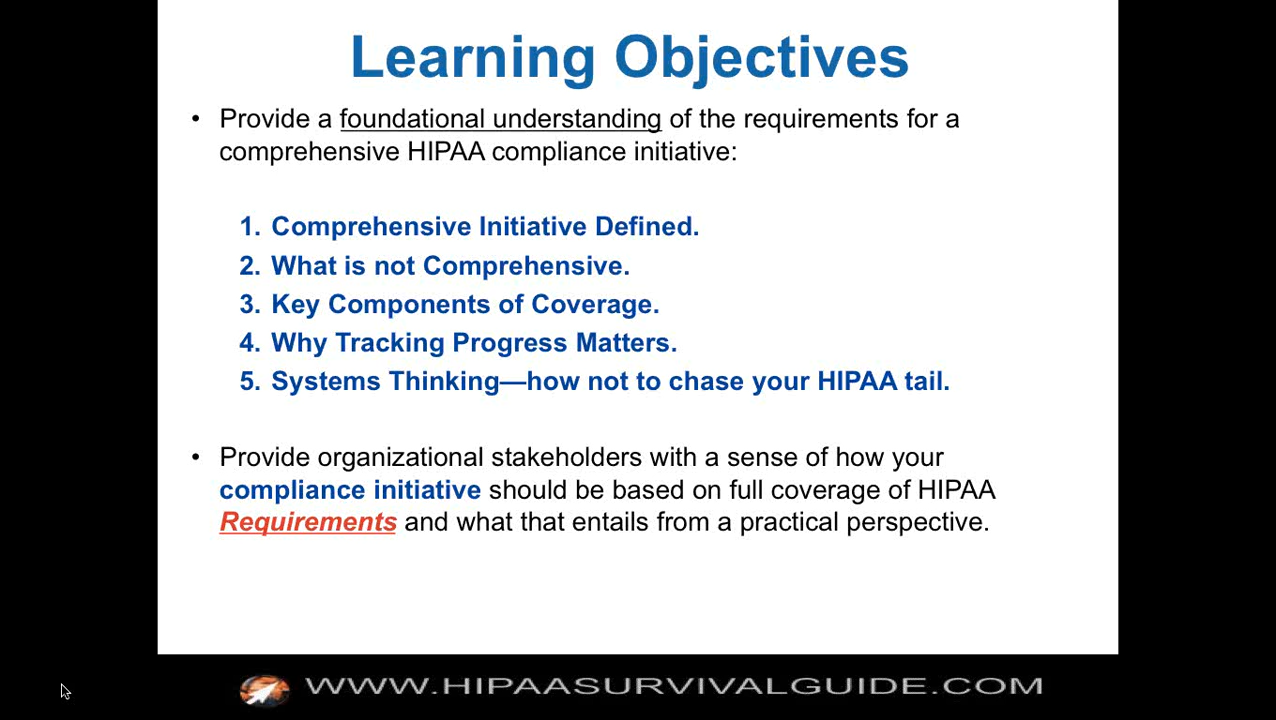 Learning Objectives
• Provide a foundational understanding of the requirements for a
comprehensive HIPAA compliance initiative:
1. Comprehensive Initiative Defined.
2. What is not Comprehensive.
3. Key Components of Coverage.
4. Why Tracking Progress Matters.
5. Systems Thinking—how not to chase your HIPAA tail.
• Provide organizational stakeholders with a sense of how your
compliance initiative should be based on full coverage of HIPAA
Requirements and what that entails from a practical perspective.
WWW.HIPAASURVIVALGUIDE.COM